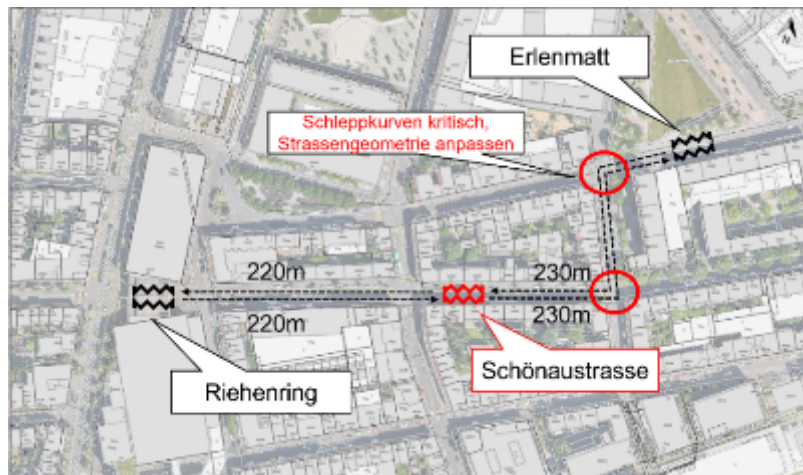 Erlenmatt
Schleppkurven kritisch,
Strassengeometrie anpassen
220m
230m
220m
230m
Schönaustrasse
Riehenring